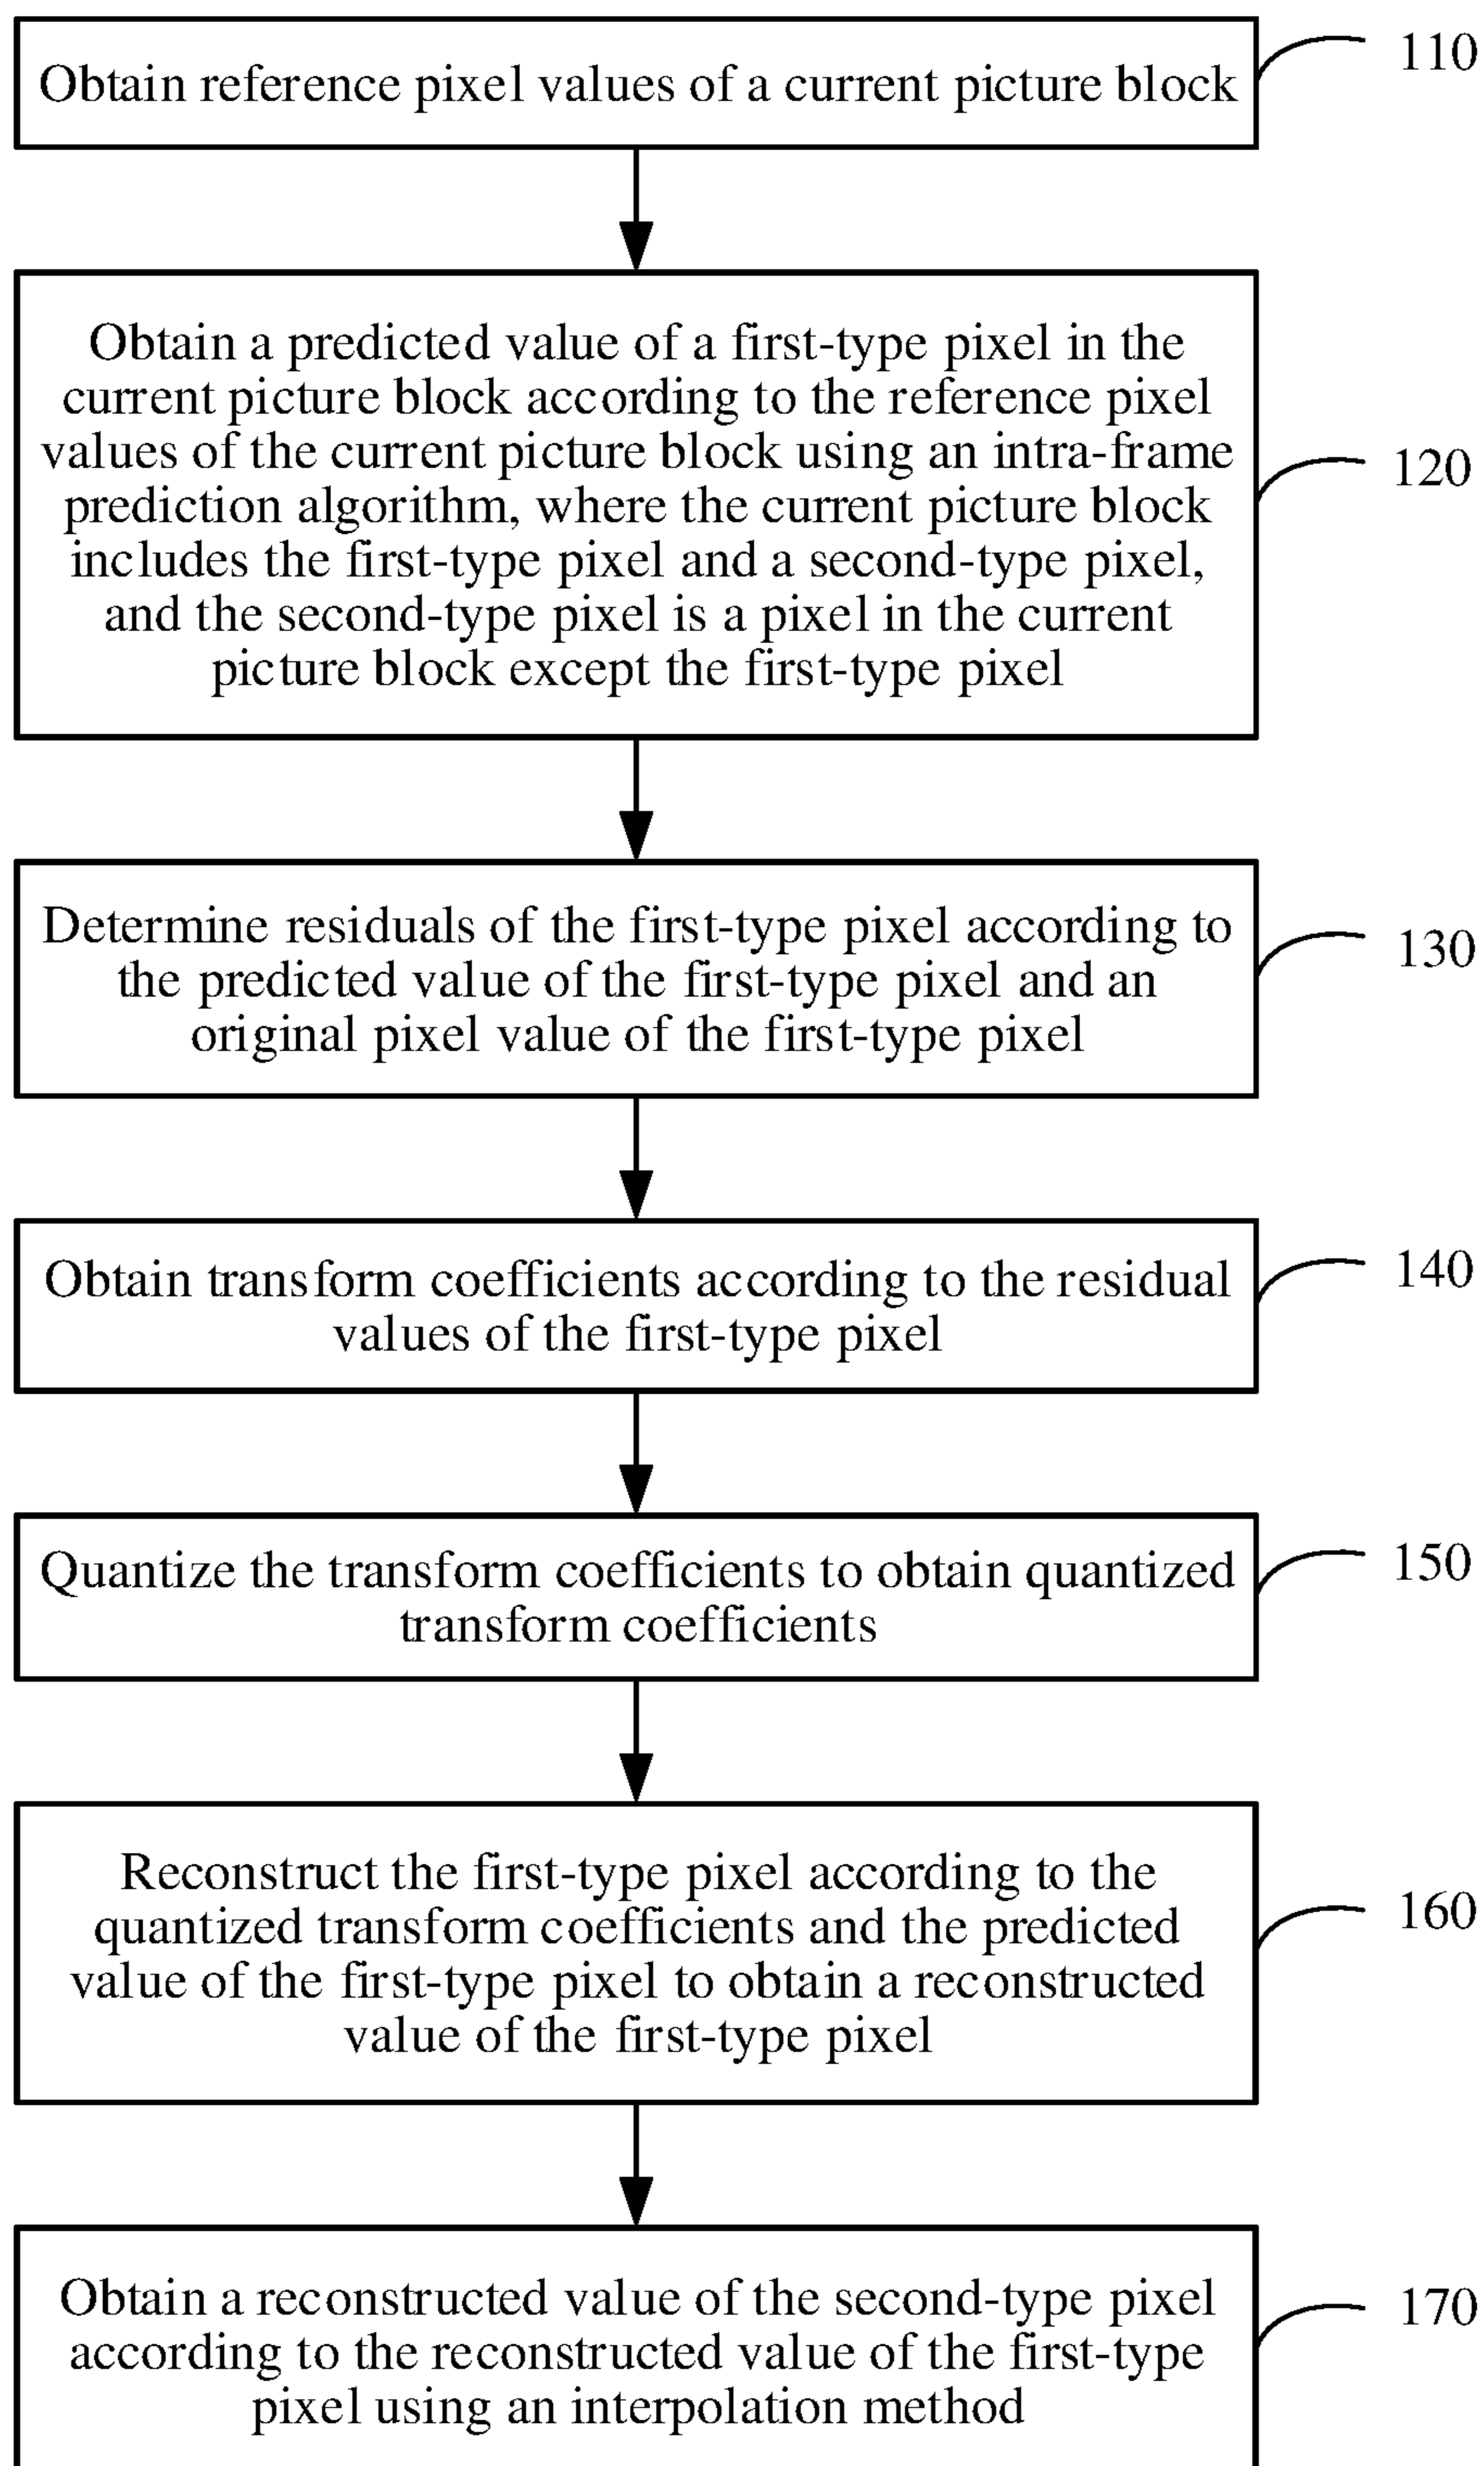 Obtain reference pixel values of a current picture block
110
Obtain a predicted value of a first-type pixel in the
current picture block according to the reference pixel
values of the current picture block using an intra-frame
prediction algorithm, where the current picture block
includes the first-type pixel and a second-type pixel,
and the second-type pixel is a pixel in the current
picture block except the first-type pixel
120
Determine residuals of the first-type pixel according to
the predicted value of the first-type pixel and an
original pixel value of the first-type pixel
130
Obtain transform coefficients according to the residual
values of the first-type pixel
140
Quantize the transform coefficients to obtain quantized
transform coefficients
150
Reconstruct the first-type pixel according to the
quantized transform coefficients and the predicted
value of the first-type pixel to obtain a reconstructed
value of the first-type pixel
160
Obtain a reconstructed value of the second-type pixel
according to the reconstructed value of the first-type
pixel using an interpolation method
170